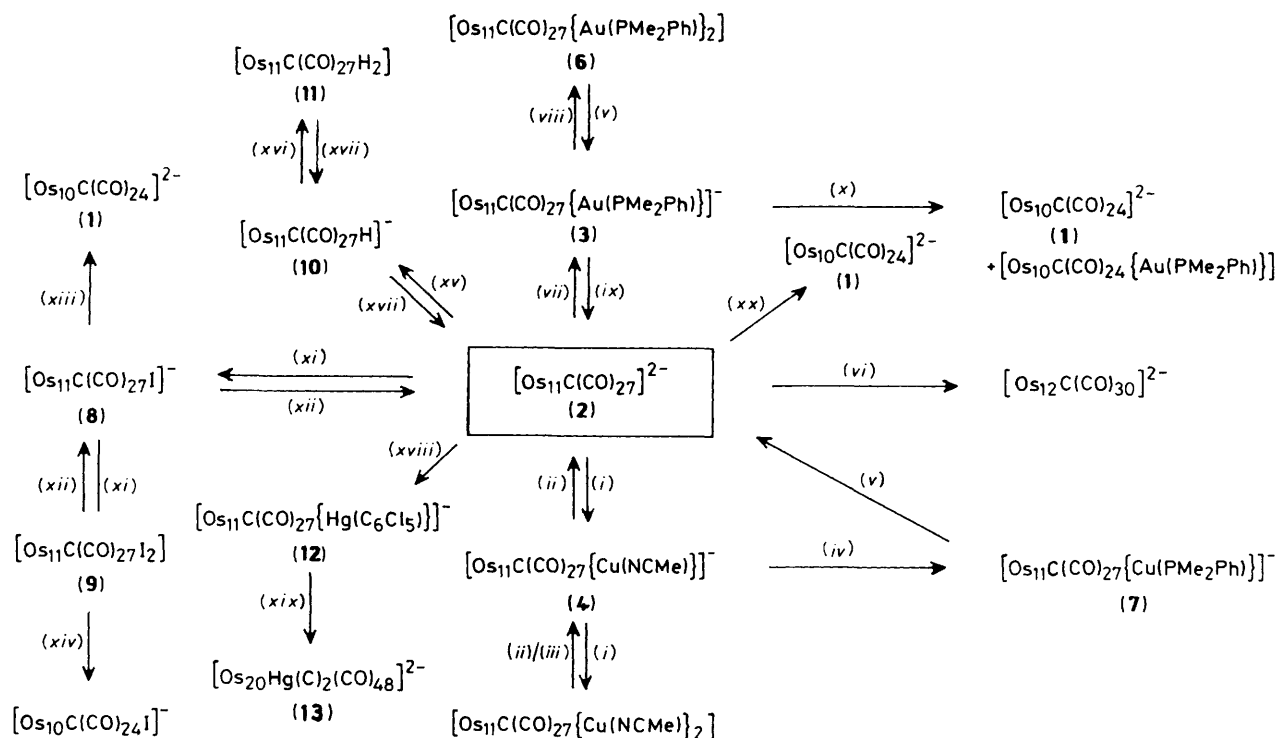 [Os11C(CO)27{Au(PMe2Ph)}2]
(6)
[Os11C(CO)27H2]
(11)
(viii) (v)
(xvi) (xvii)
[Os10C(CO)24]2−
(1)
[Os11C(CO)27{Au(PMe2Ph)}]−
(3)
(x)
[Os10C(CO)24]2−
(1)
+[Os10C(CO)24{Au(PMe2Ph)}]
[Os11C(CO)27H]−
(10)
[Os10C(CO)24]2−
(1)
(xiii)
(xvii) (xv)
(vii) (ix)
(xx)
[Os11C(CO)27I]−
(8)
(xi)
(xii)
[Os11C(CO)27]2−
(2)
(vi)
[Os12C(CO)30]2−
(xii) (xi)
(xviii)
(ii) (i)
(v)
[Os11C(CO)27I2]
(9)
[Os11C(CO)27{Hg(C6Cl5)}]−
(12)
[Os11C(CO)27{Cu(NCMe)}]−
(4)
(iv)
[Os11C(CO)27{Cu(PMe2Ph)}]−
(7)
(xiv)
(xix)
(ii)/(iii) (i)
[Os10C(CO)24I]−
[Os20Hg(C)2(CO)48]2−
(13)
[Os11C(CO)27{Cu(NCMe)}2]